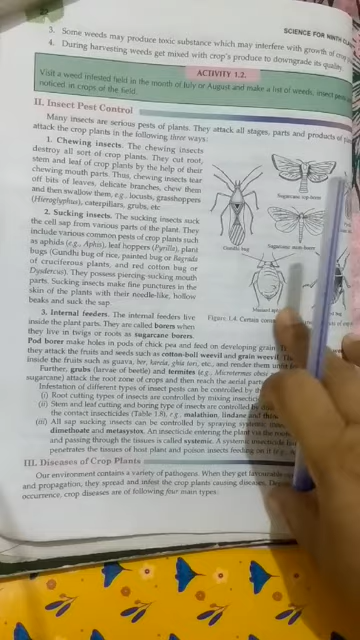 SCIENCE FOR NINTH CLASS
3. Some weeds may produce toxic substance which may interfere with growth of crop
4. During harvesting weeds get mixed with crop's produce to downgrade its quality.
ACTIVITY 1.2.
Visit a weed infested field in the month of July or August and make a list of weeds, insect
noticed in crops of the field.
II. Insect Pest Control
Many insects are serious pests of plants. They attack all stages, parts and products of
attack the crop plants in the following three ways:
1. Chewing insects. The chewing insects
destroy all sort of crop plants. They cut root,
stem and leaf of crop plants by the help of their
chewing mouth parts. Thus, chewing insects tear
off bits of leaves, delicate branches, chew them
and then swallow them, e.g., locusts, grasshoppers
(Hieroglyphus), caterpillars, grubs, etc.
2. Sucking insects. The sucking insects suck
the cell sap from various parts of the plant. They
include various common pests of crop plants such
as aphids (e.g., Aphis), leaf hoppers (Pyrilla), plant
bugs (Gundhi bug of rice, painted bug or Bagrada
of cruciferous plants, and red cotton bug or
Dysdercus). They possess piercing-sucking mouth
parts. Sucking insects make fine punctures in the
skin of the plants with their needle-like, hollow
beaks and suck the sap.
Sugarcane top borer
Gundhi bug
Sugarcane stem borer
Mustard
Figure 1.4. Certain common
3. Internal feeders. The internal feeders live
inside the plant parts. They are called borers when
they live in twigs or roots as sugarcane borers.
Pod borer make holes in pods of chick pea and feed on developing grain.
they attack the fruits and seeds such as cotton-boll weevil and grain weevil.
inside the fruits such as guava, ber, karela, ghia tori, etc., and render them unfit
Further, grubs (larvae of beetle) and termites (e.g., Microtermes obesi
sugarcane) attack the root zone of crops and then reach the aerial parts
Infestation of different types of insect pests can be controlled by the
(i) Root cutting types of insects are controlled by mixing insecticides
(ii) Stem and leaf cutting and boring type of insects are controlled by
the contact insecticides (Table 1.8), e.g., malathion, lindane and
(iii) All sap sucking insects can be controlled by spraying systemic
dimethoate and metasystox. An insecticide entering the plant via the roots
and passing through the tissues is called systemic. A systemic insecticide
penetrates the tissues of host plant and poison insects feeding on it (e.g.,
III. Diseases of Crop Plants
Our environment contains a variety of pathogens. When they get favourable
and propagation, they spread and infest the crop plants causing diseases.
occurrence, crop diseases are of following four main types: